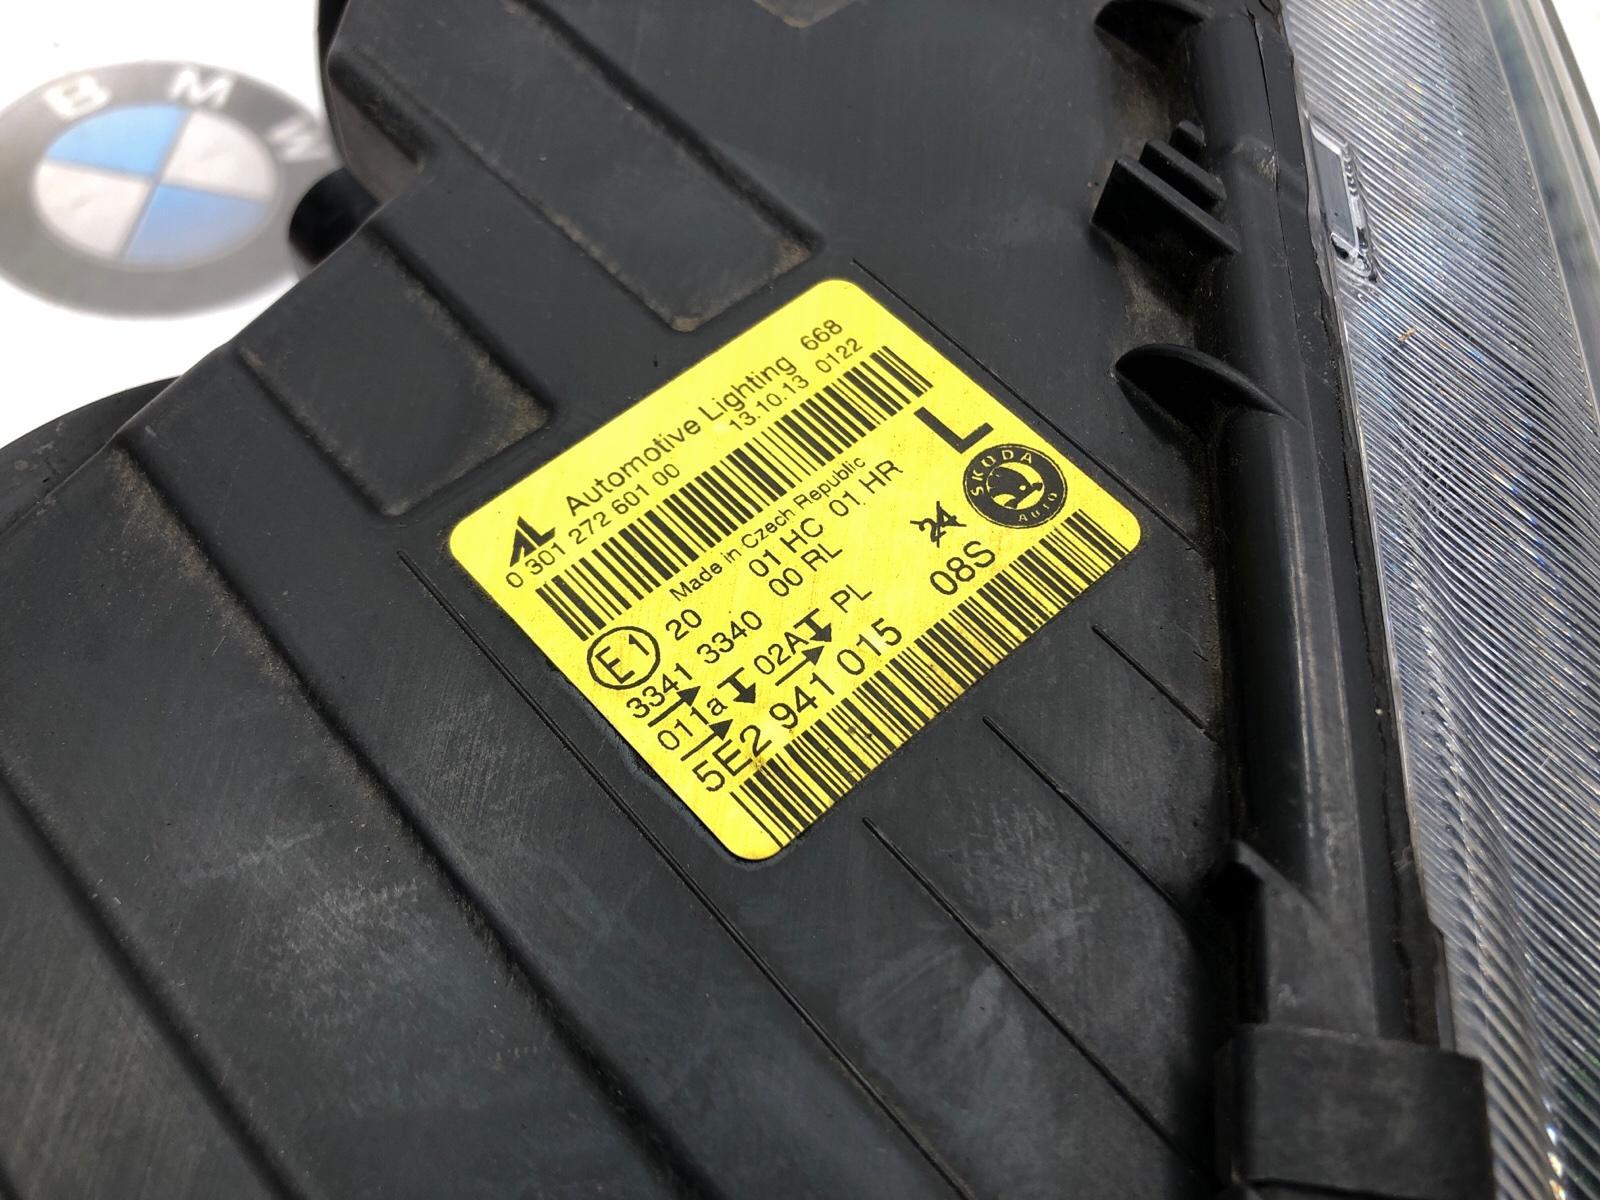 BMW
AL Automotive Lighting 668
0 301 272 601 00 13.10.13 0122
Made in Czech Republic
L
E1 20 01 HC 01 HR
3341 3340 00 RL
24
SKODA
AUTO
011a 02A PL
5E2 941 015 08S